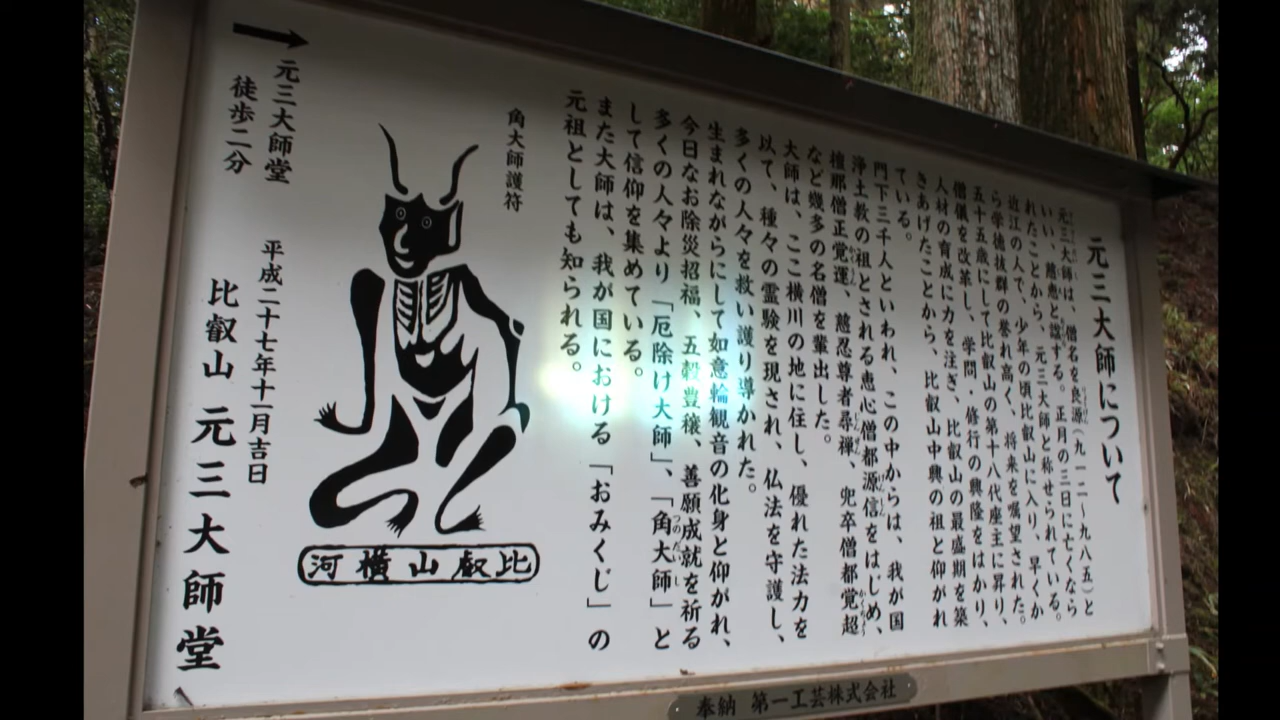 元三大師について
元三大師は、僧名を良源（九一二～九八五）と
いい、慈恵と諡する。正月の三日に亡くなら
れたことから、元三大師と称せられている。
近江の人で、少年の頃比叡山に入り、早くか
ら学徳抜群の誉れ高く、将来を嘱望された。
五十五歳にして比叡山の第十八代座主に昇り、
僧儀を改革し、学問、修行の興隆をはかり、
人材の育成に力を注ぎ、比叡山の最盛期を築
きあげたことから、比叡山中興の祖と仰がれ
ている。
門下三千人といわれ、この中からは、我が国
浄土教の祖とされる恵心僧都源信をはじめ、
檀那僧正覚運、慈忍尊者尋禅、兜卒僧都覚超
など幾多の名僧を輩出した。
大師は、ここ横川の地に住し、優れた法力を
以て、種々の霊験を現され、仏法を守護し、
多くの人々を救い護り導かれた。
生まれながらにして如意輪観音の化身と仰がれ、
今日なお除災招福、五穀豊穣、善願成就を祈る
多くの人々より「厄除け大師」、「角大師」と
して信仰を集めている。
また大師は、我が国における「おみくじ」の
元祖としても知られる。
角大師護符
比叡山横河
→
元三大師堂
徒歩二分
平成二十七年十一月吉日
比叡山 元三大師堂
奉納 第一工芸株式会社